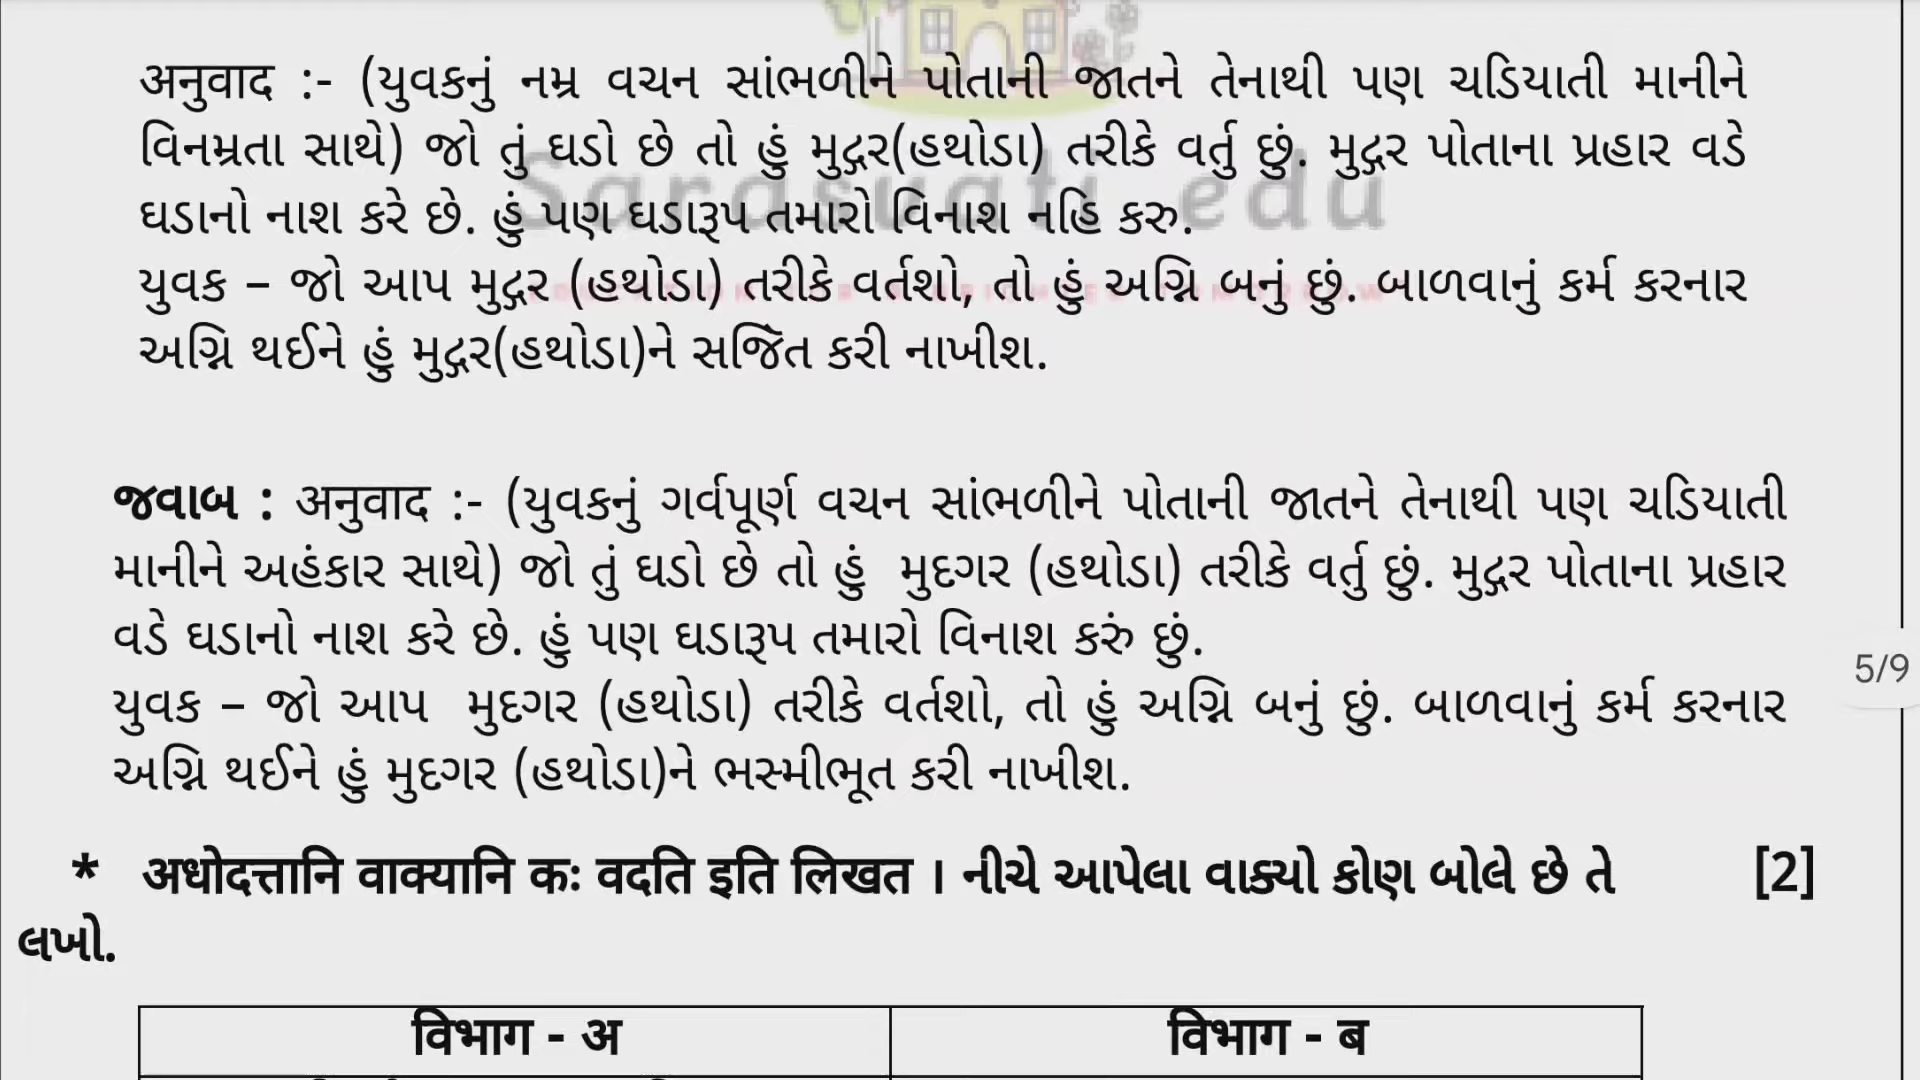 अनुवाद :- (યુવકનું નમ્ર વચન સાંભળીને પોતાની જાતને તેનાથી પણ ચડિયાતી માનીને
વિનમ્રતા સાથે) જો તું ઘડો છે તો હું મુદ્ગર(હથોડા) તરીકે વર્તુ છું. મુદ્ગર પોતાના પ્રહાર વડે
ઘડાનો નાશ કરે છે. હું પણ ઘડારૂપ તમારો વિનાશ નહિ કરુ.
Sarasvati edu
યુવક – જો આપ મુદ્ગર (હથોડા) તરીકે વર્તશો, તો હું અગ્નિ બનું છું. બાળવાનું કર્મ કરનાર
અગ્નિ થઈને હું મુદ્ગર(હથોડા)ને સર્જિત કરી નાખીશ.
જવાબ : अनुवाद :- (યુવકનું ગર્વપૂર્ણ વચન સાંભળીને પોતાની જાતને તેનાથી પણ ચડિયાતી
માનીને અહંકાર સાથે) જો તું ઘડો છે તો હું મુદગર (હથોડા) તરીકે વર્તુ છું. મુદ્ગર પોતાના પ્રહાર
વડે ઘડાનો નાશ કરે છે. હું પણ ઘડારૂપ તમારો વિનાશ કરું છું.
યુવક – જો આપ મુદગર (હથોડા) તરીકે વર્તશો, તો હું અગ્નિ બનું છું. બાળવાનું કર્મ કરનાર
અગ્નિ થઈને હું મુદગર (હથોડા)ને ભસ્મીભૂત કરી નાખીશ.
* अधोदत्तानि वाक्यानि कः वदति इति लिखत । નીચે આપેલા વાક્યો કોણ બોલે છે તે [2]
લખો.
5/9
विभाग - अ विभाग - ब